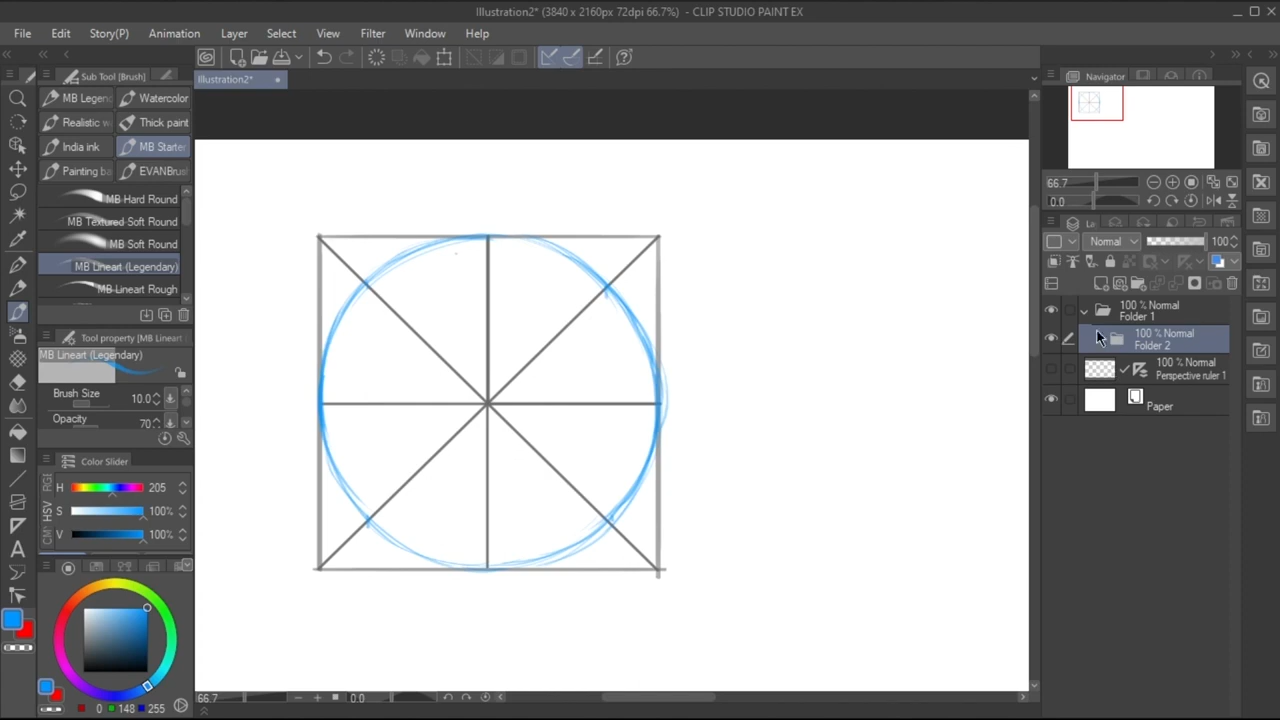 Illustration2* (3840 x 2160px 72dpi 66.7%) - CLIP STUDIO PAINT EX
File Edit Story(P) Animation Layer Select View Filter Window Help
Sub Tool [Brush]
Illustration2*
Navigator
MB Legen Watercolor
Realistic Thick paint
India ink MB Starter
Painting ba EVANBrus
MB Hard Round
MB Textured Soft Round
MB Soft Round
MB Lineart (Legendary)
MB Lineart Rough
Tool property [MB Lineart
MB Lineart (Legendary)
Brush Size 10.0
Opacity 70
Color Slider
RGB
HSV
H 205
S 100%
V 100%
0 148 255
66.7 0.0
66.7
0.0
Normal 100
100 % Normal
Folder 1
100 % Normal
Folder 2
100 % Normal
Perspective ruler 1
Paper